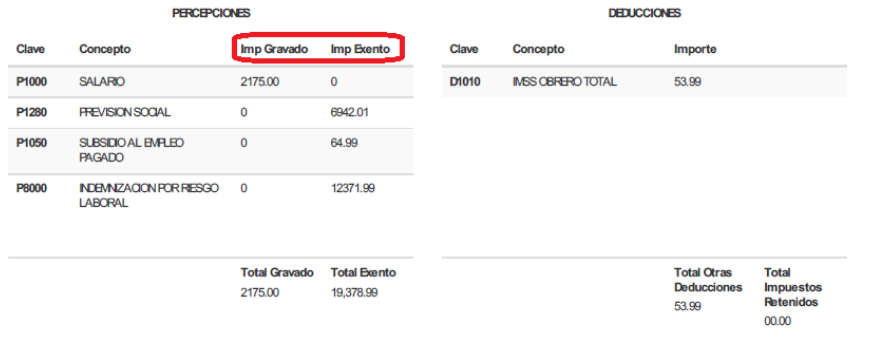 PERCEPCIONES DEDUCCIONES
Clave Concepto Imp Gravado Imp Exento Clave Concepto Importe
P1000 SALARIO 2175.00 0 D1010 IMSS OBRERO TOTAL 53.99
P1280 PREVISION SOCIAL 0 6942.01
P1050 SUBSIDIO AL EMPLEO 0 64.99
PAGADO
P8000 INDEMNIZACION POR RIESGO 0 12371.99
LABORAL
Total Gravado Total Exento Total Otras Total
2175.00 19,378.99 Deducciones Impuestos
53.99 Retenidos
00.00